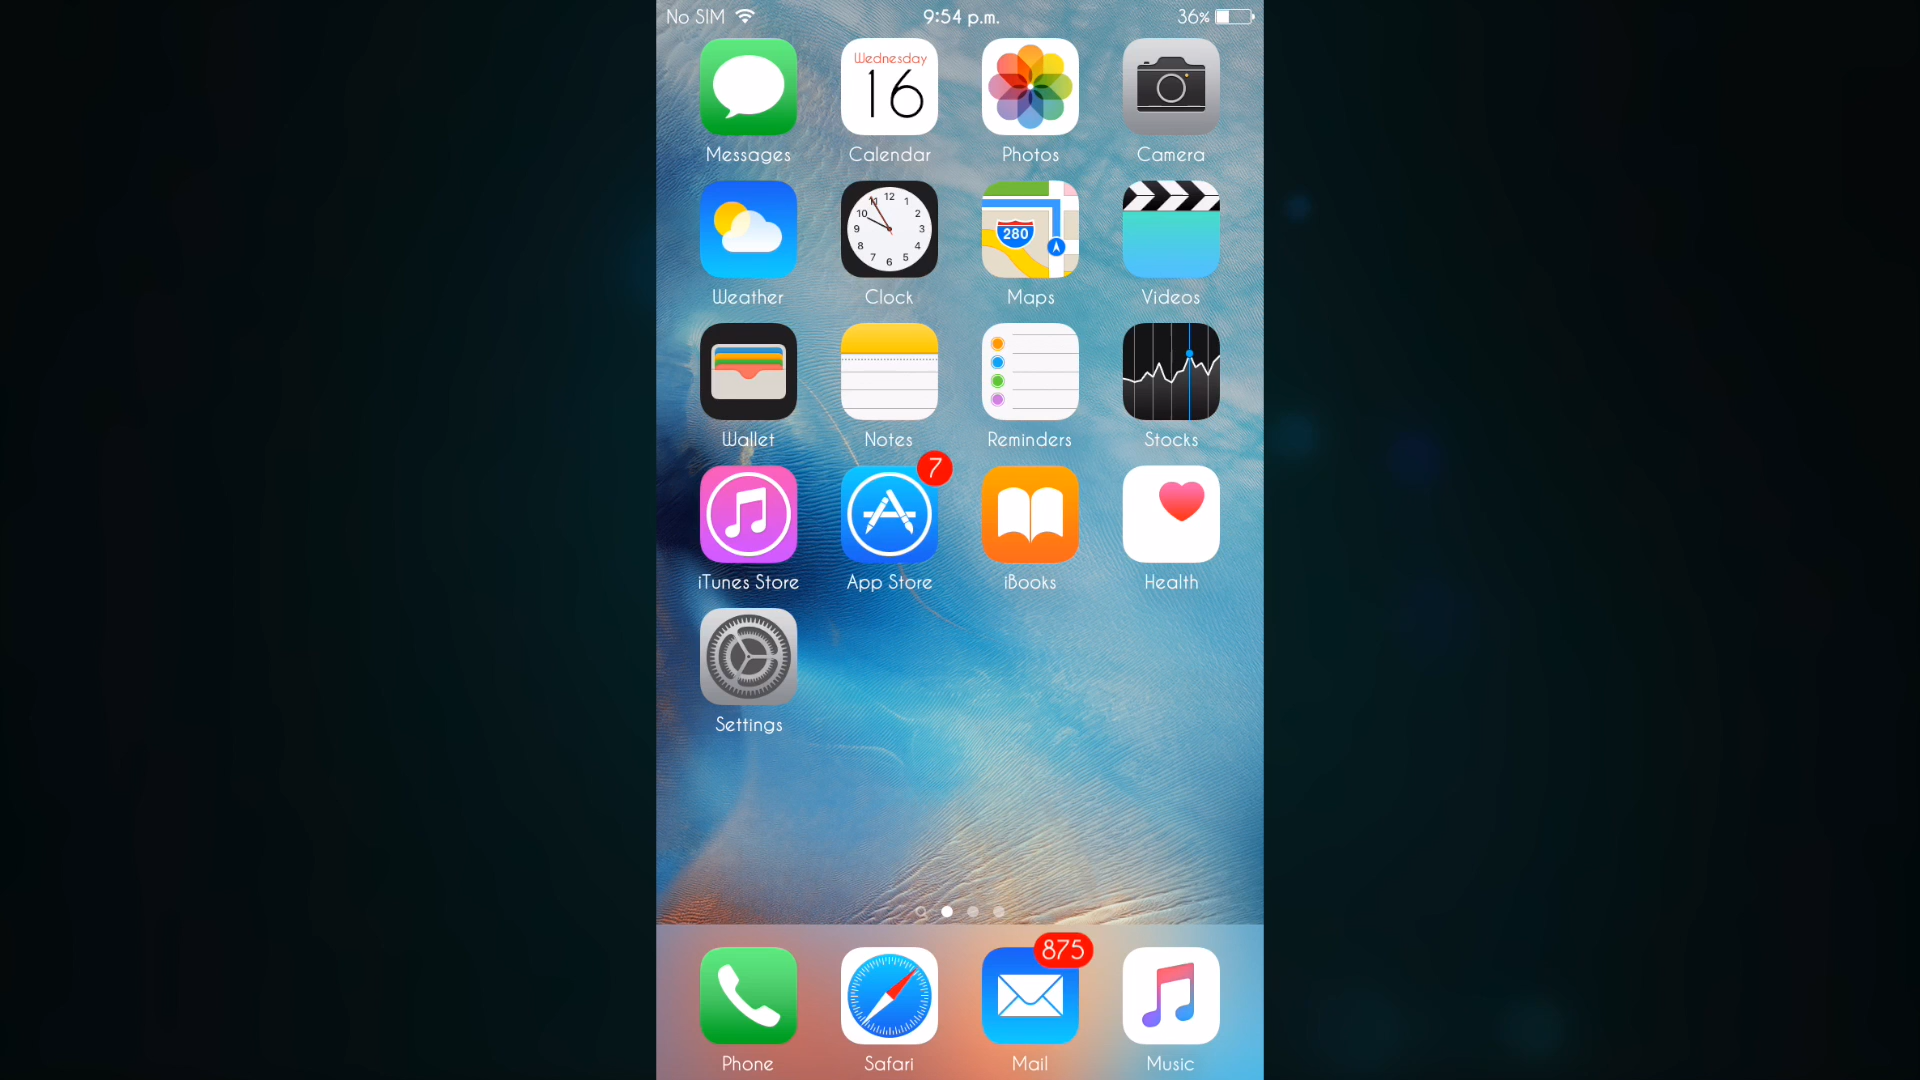 No SIM 9:54 p.m. 36%
Wednesday
16
Messages Calendar Photos Camera
12
11 1
10 2
9 3
8 4
7 5
6
280
Weather Clock Maps Videos
Wallet Notes Reminders Stocks
7
iTunes Store App Store iBooks Health
Settings
875
Phone Safari Mail Music